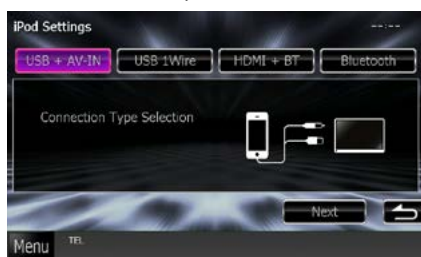 iPod Settings --:--
USB + AV-IN USB 1Wire HDMI + BT Bluetooth
Connection Type Selection
Next
Menu TEL